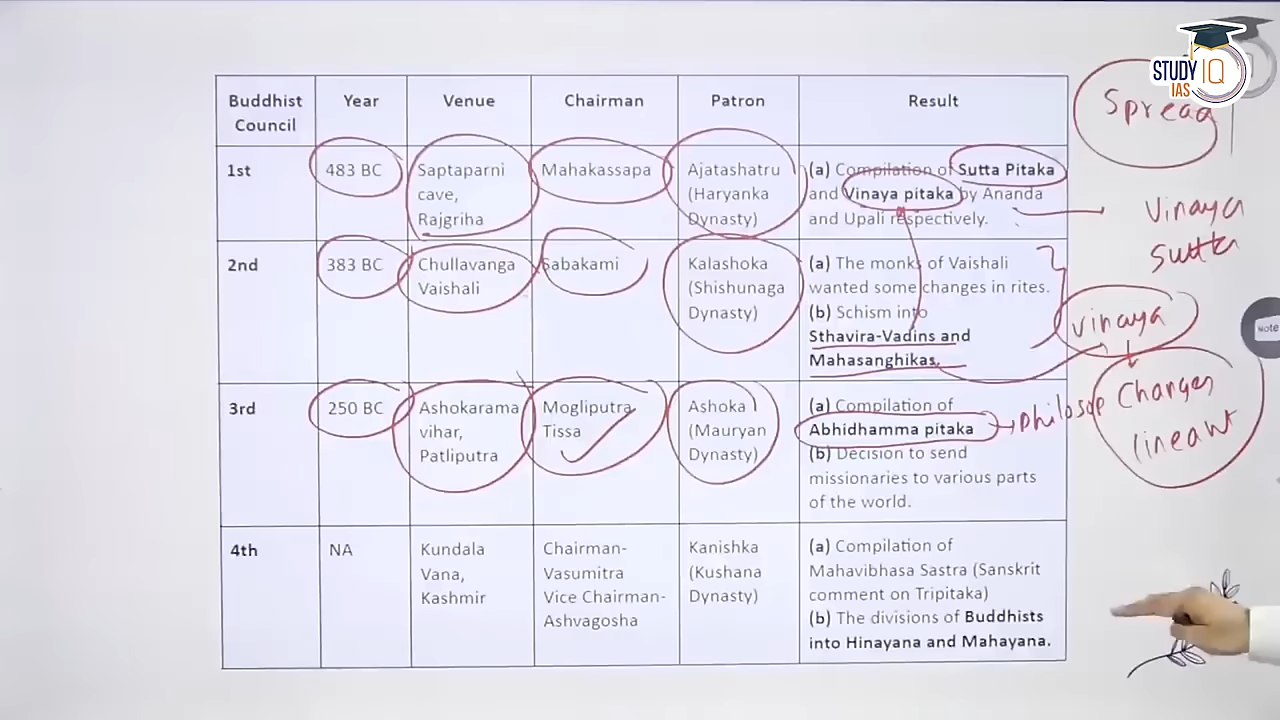 STUDY IQ
IAS
Spread
Buddhist Council Year Venue Chairman Patron Result
1st 483 BC Saptaparni cave, Rajgriha Mahakassapa Ajatashatru (Haryanka Dynasty) (a) Compilation of Sutta Pitaka
and Vinaya pitaka by Ananda
and Upali respectively.
Vinaya
Sutta
2nd 383 BC Chullavanga Vaishali Sabakami Kalashoka (Shishunaga Dynasty) (a) The monks of Vaishali
wanted some changes in rites.
(b) Schism into
Sthavira-Vadins and
Mahasanghikas.
vinaya
Note
3rd 250 BC Ashokarama vihar, Patliputra Mogliputra Tissa Ashoka (Mauryan Dynasty) (a) Compilation of
Abhidhamma pitaka
(b) Decision to send
missionaries to various parts
of the world.
Philosop
Changes
4th NA Kundala Vana, Kashmir Chairman-Vasumitra Vice Chairman-Ashvagosha Kanishka (Kushana Dynasty) (a) Compilation of
Mahavibhasa Sastra (Sanskrit
comment on Tripitaka)
(b) The divisions of Buddhists
into Hinayana and Mahayana.